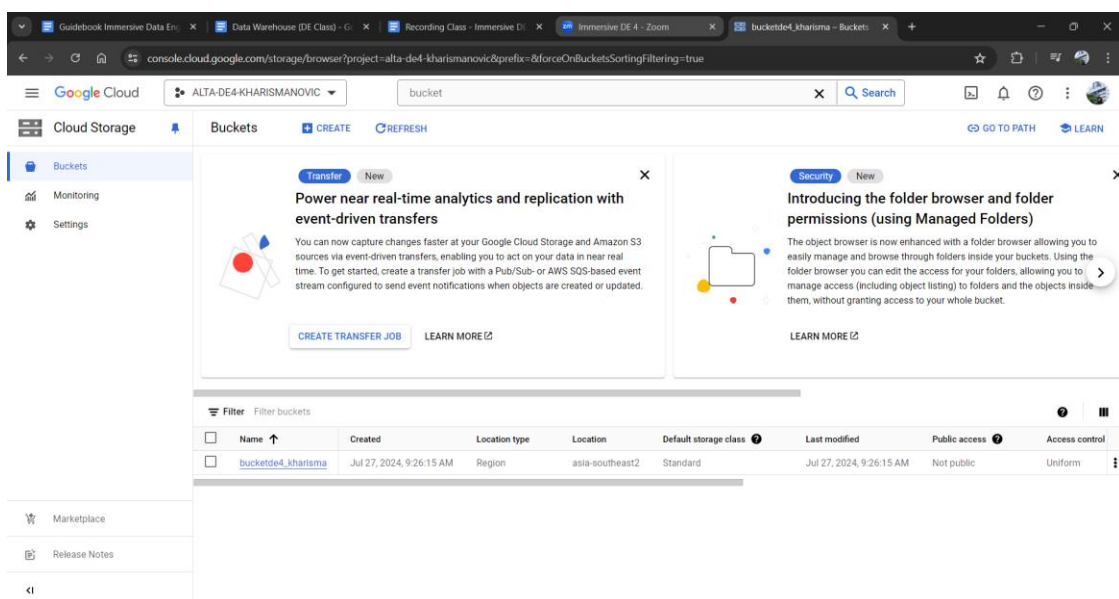 Guidebook Immersive Data Eng
Data Warehouse (DE Class) - Go
Recording Class - Immersive DE
Immersive DE 4 - Zoom
bucketde4_kharisma – Buckets
console.cloud.google.com/storage/browser?project=alta-de4-kharismanovic&prefix=&forceOnBucketsSortingFiltering=true
Google Cloud
ALTA-DE4-KHARISMANOVIC
bucket
Search
Cloud Storage
Buckets
CREATE
REFRESH
GO TO PATH
LEARN
Buckets
Monitoring
Settings
Transfer
New
Power near real-time analytics and replication with
event-driven transfers
You can now capture changes faster at your Google Cloud Storage and Amazon S3
sources via event-driven transfers, enabling you to act on your data in near real
time. To get started, create a transfer job with a Pub/Sub- or AWS SQS-based event
stream configured to send event notifications when objects are created or updated.
CREATE TRANSFER JOB
LEARN MORE
Security
New
Introducing the folder browser and folder
permissions (using Managed Folders)
The object browser is now enhanced with a folder browser allowing you to
easily manage and browse through folders inside your buckets. Using the
folder browser you can edit the access for your folders, allowing you to
manage access (including object listing) to folders and the objects inside
them, without granting access to your whole bucket.
LEARN MORE
Filter
Filter buckets
Name
Created
Location type
Location
Default storage class
Last modified
Public access
Access control
bucketde4_kharisma
Jul 27, 2024, 9:26:15 AM
Region
asia-southeast2
Standard
Jul 27, 2024, 9:26:15 AM
Not public
Uniform
Marketplace
Release Notes